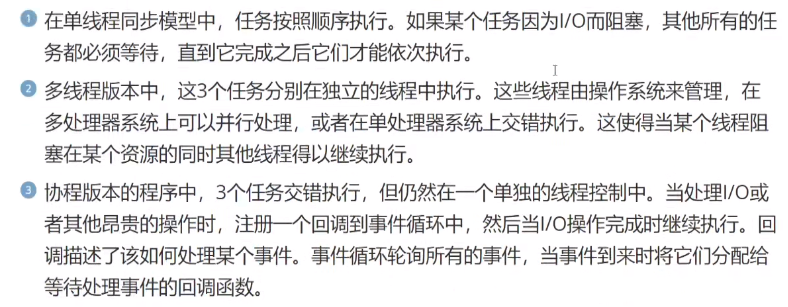 1 在单线程同步模型中，任务按照顺序执行。如果某个任务因为I/O而阻塞，其他所有的任
务都必须等待，直到它完成之后它们才能依次执行。
2 多线程版本中，这3个任务分别在独立的线程中执行。这些线程由操作系统来管理，在
多处理器系统上可以并行处理，或者在单处理器系统上交错执行。这使得当某个线程阻
塞在某个资源的同时其他线程得以继续执行。
3 协程版本的程序中，3个任务交错执行，但仍然在一个单独的线程控制中。当处理I/O或
者其他昂贵的操作时，注册一个回调到事件循环中，然后当I/O操作完成时继续执行。回
调描述了该如何处理某个事件。事件循环轮询所有的事件，当事件到来时将它们分配给
等待处理事件的回调函数。